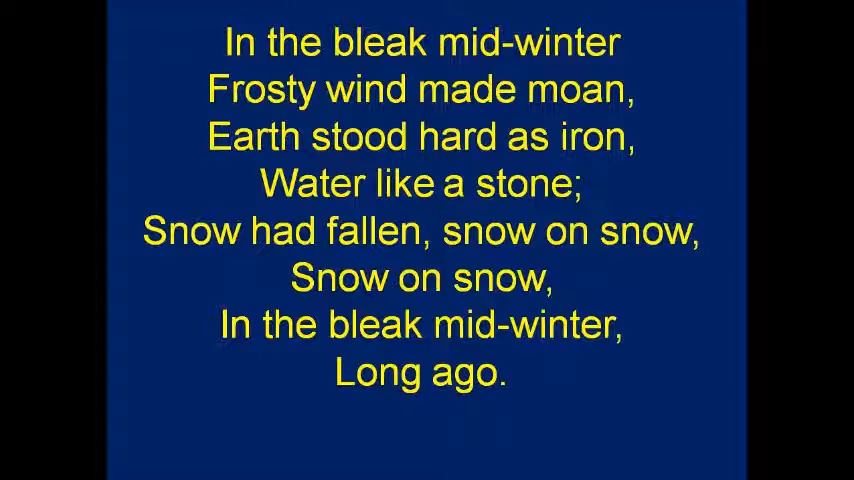 In the bleak mid-winter
Frosty wind made moan,
Earth stood hard as iron,
Water like a stone;
Snow had fallen, snow on snow,
Snow on snow,
In the bleak mid-winter,
Long ago.